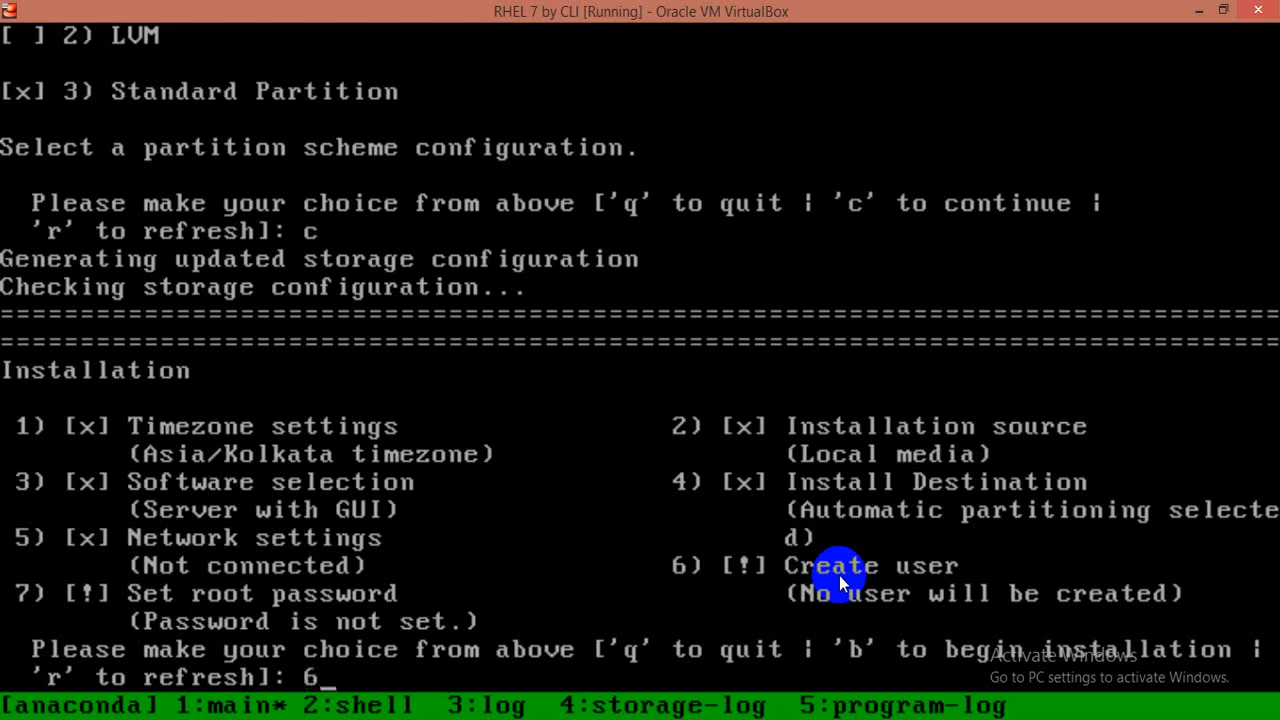 RHEL 7 by CLI [Running] - Oracle VM VirtualBox
[ ] 2) LVM
[x] 3) Standard Partition
Select a partition scheme configuration.
Please make your choice from above ['q' to quit | 'c' to continue |
'r' to refresh]: c
Generating updated storage configuration
Checking storage configuration...
================================================================================
================================================================================
Installation
1) [x] Timezone settings 2) [x] Installation source
(Asia/Kolkata timezone) (Local media)
3) [x] Software selection 4) [x] Install Destination
(Server with GUI) (Automatic partitioning selecte
5) [x] Network settings d)
(Not connected) 6) [!] Create user
7) [!] Set root password (No user will be created)
(Password is not set.)
Please make your choice from above ['q' to quit | 'b' to begin installation |
'r' to refresh]: 6_
Activate Windows
Go to PC settings to activate Windows.
[anaconda] 1:main* 2:shell 3:log 4:storage-log 5:program-log